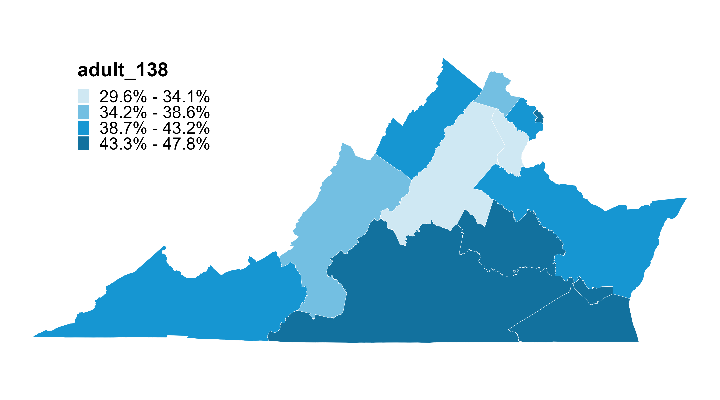 adult_138
29.6% - 34.1%
34.2% - 38.6%
38.7% - 43.2%
43.3% - 47.8%